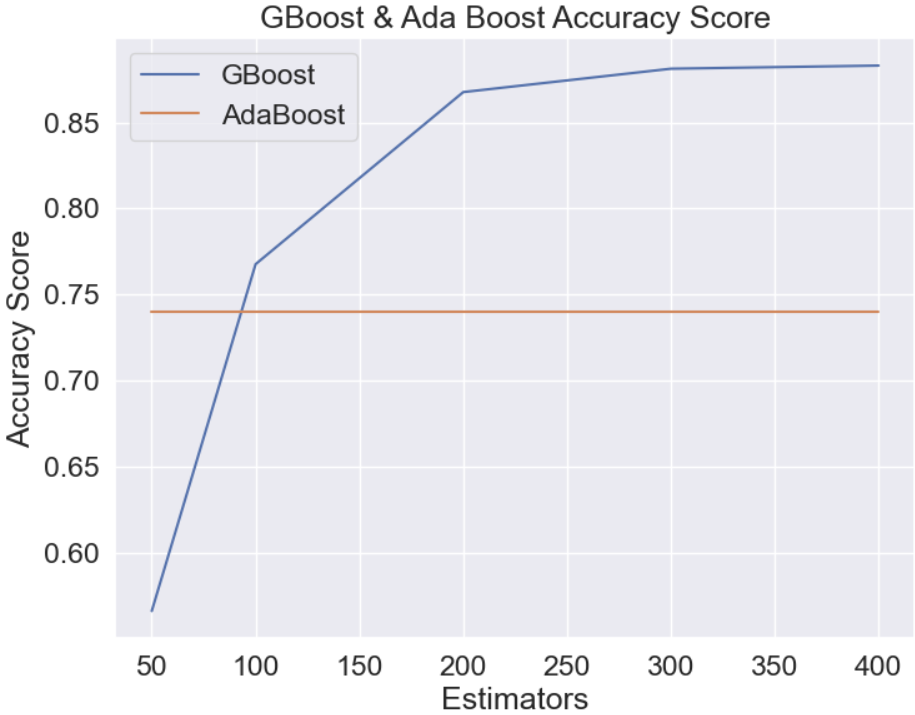 GBoost & Ada Boost Accuracy Score
GBoost
AdaBoost
Accuracy Score
0.85
0.80
0.75
0.70
0.65
0.60
50 100 150 200 250 300 350 400
Estimators